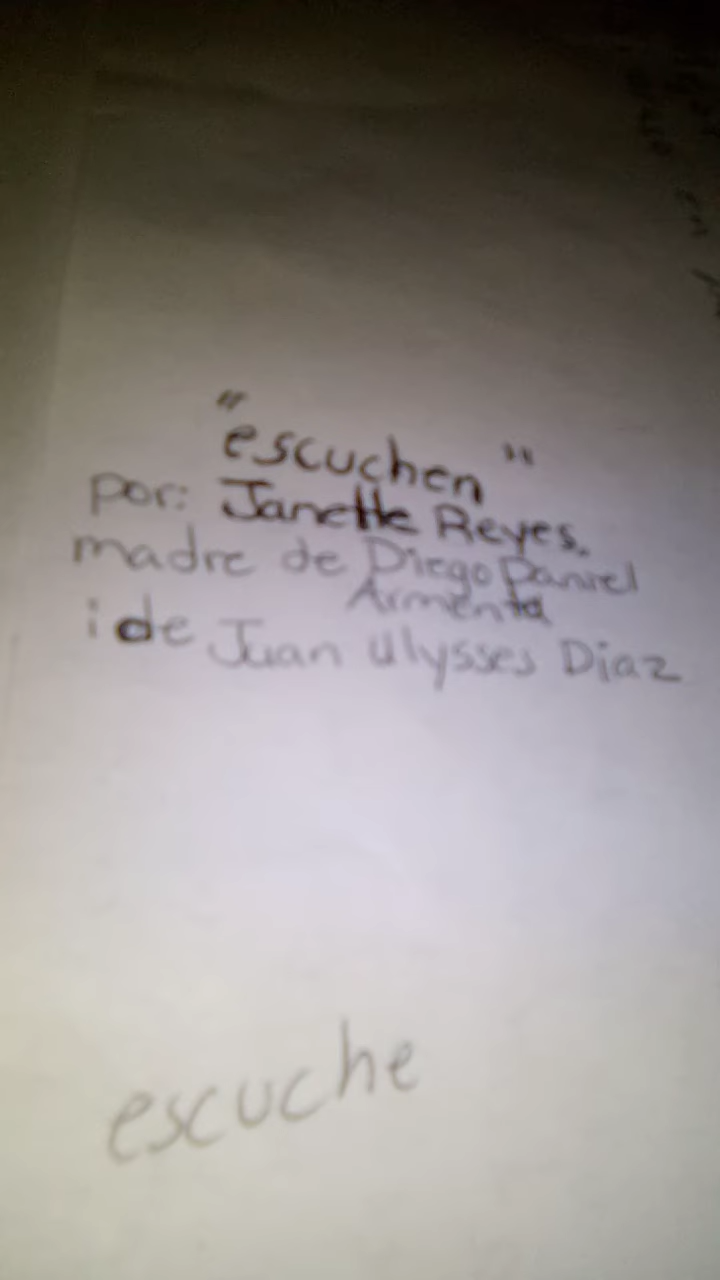 "escuchen"
por: Janette Reyes.
madre de Diego Daniel
Armenta
i de Juan Ulysses Diaz
escuche